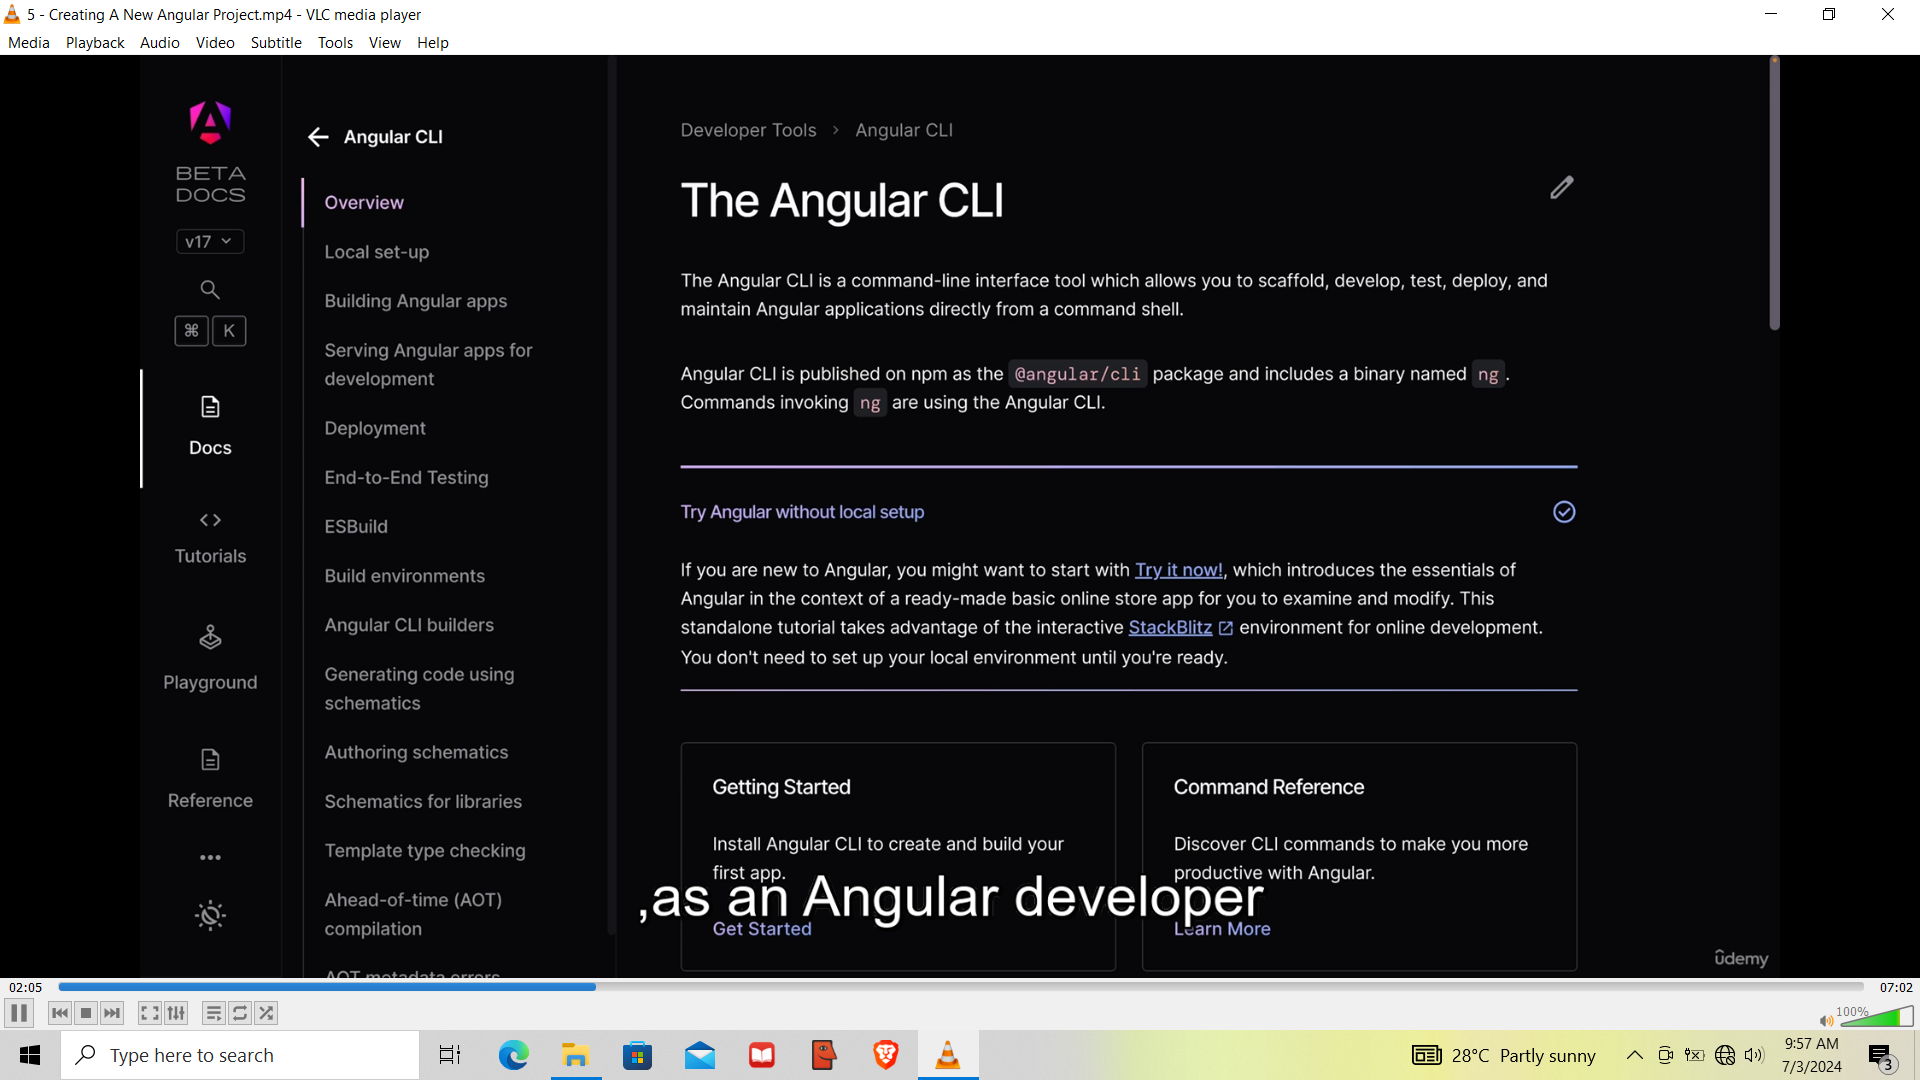 5 - Creating A New Angular Project.mp4 - VLC media player
Media Playback Audio Video Subtitle Tools View Help
BETA
DOCS
v17
⌘ K
Docs
Tutorials
Playground
Reference
Angular CLI
Overview
Local set-up
Building Angular apps
Serving Angular apps for
development
Deployment
End-to-End Testing
ESBuild
Build environments
Angular CLI builders
Generating code using
schematics
Authoring schematics
Schematics for libraries
Template type checking
Ahead-of-time (AOT)
compilation
AOT metadata errors
Developer Tools > Angular CLI
The Angular CLI
The Angular CLI is a command-line interface tool which allows you to scaffold, develop, test, deploy, and
maintain Angular applications directly from a command shell.
Angular CLI is published on npm as the @angular/cli package and includes a binary named ng.
Commands invoking ng are using the Angular CLI.
Try Angular without local setup
If you are new to Angular, you might want to start with Try it now!, which introduces the essentials of
Angular in the context of a ready-made basic online store app for you to examine and modify. This
standalone tutorial takes advantage of the interactive StackBlitz environment for online development.
You don't need to set up your local environment until you're ready.
Getting Started
Install Angular CLI to create and build your
first app.
Get Started
Command Reference
Discover CLI commands to make you more
productive with Angular.
Learn More
,as an Angular developer
ûdemy
02:05
07:02
100%
Type here to search
28°C Partly sunny
9:57 AM
7/3/2024
3